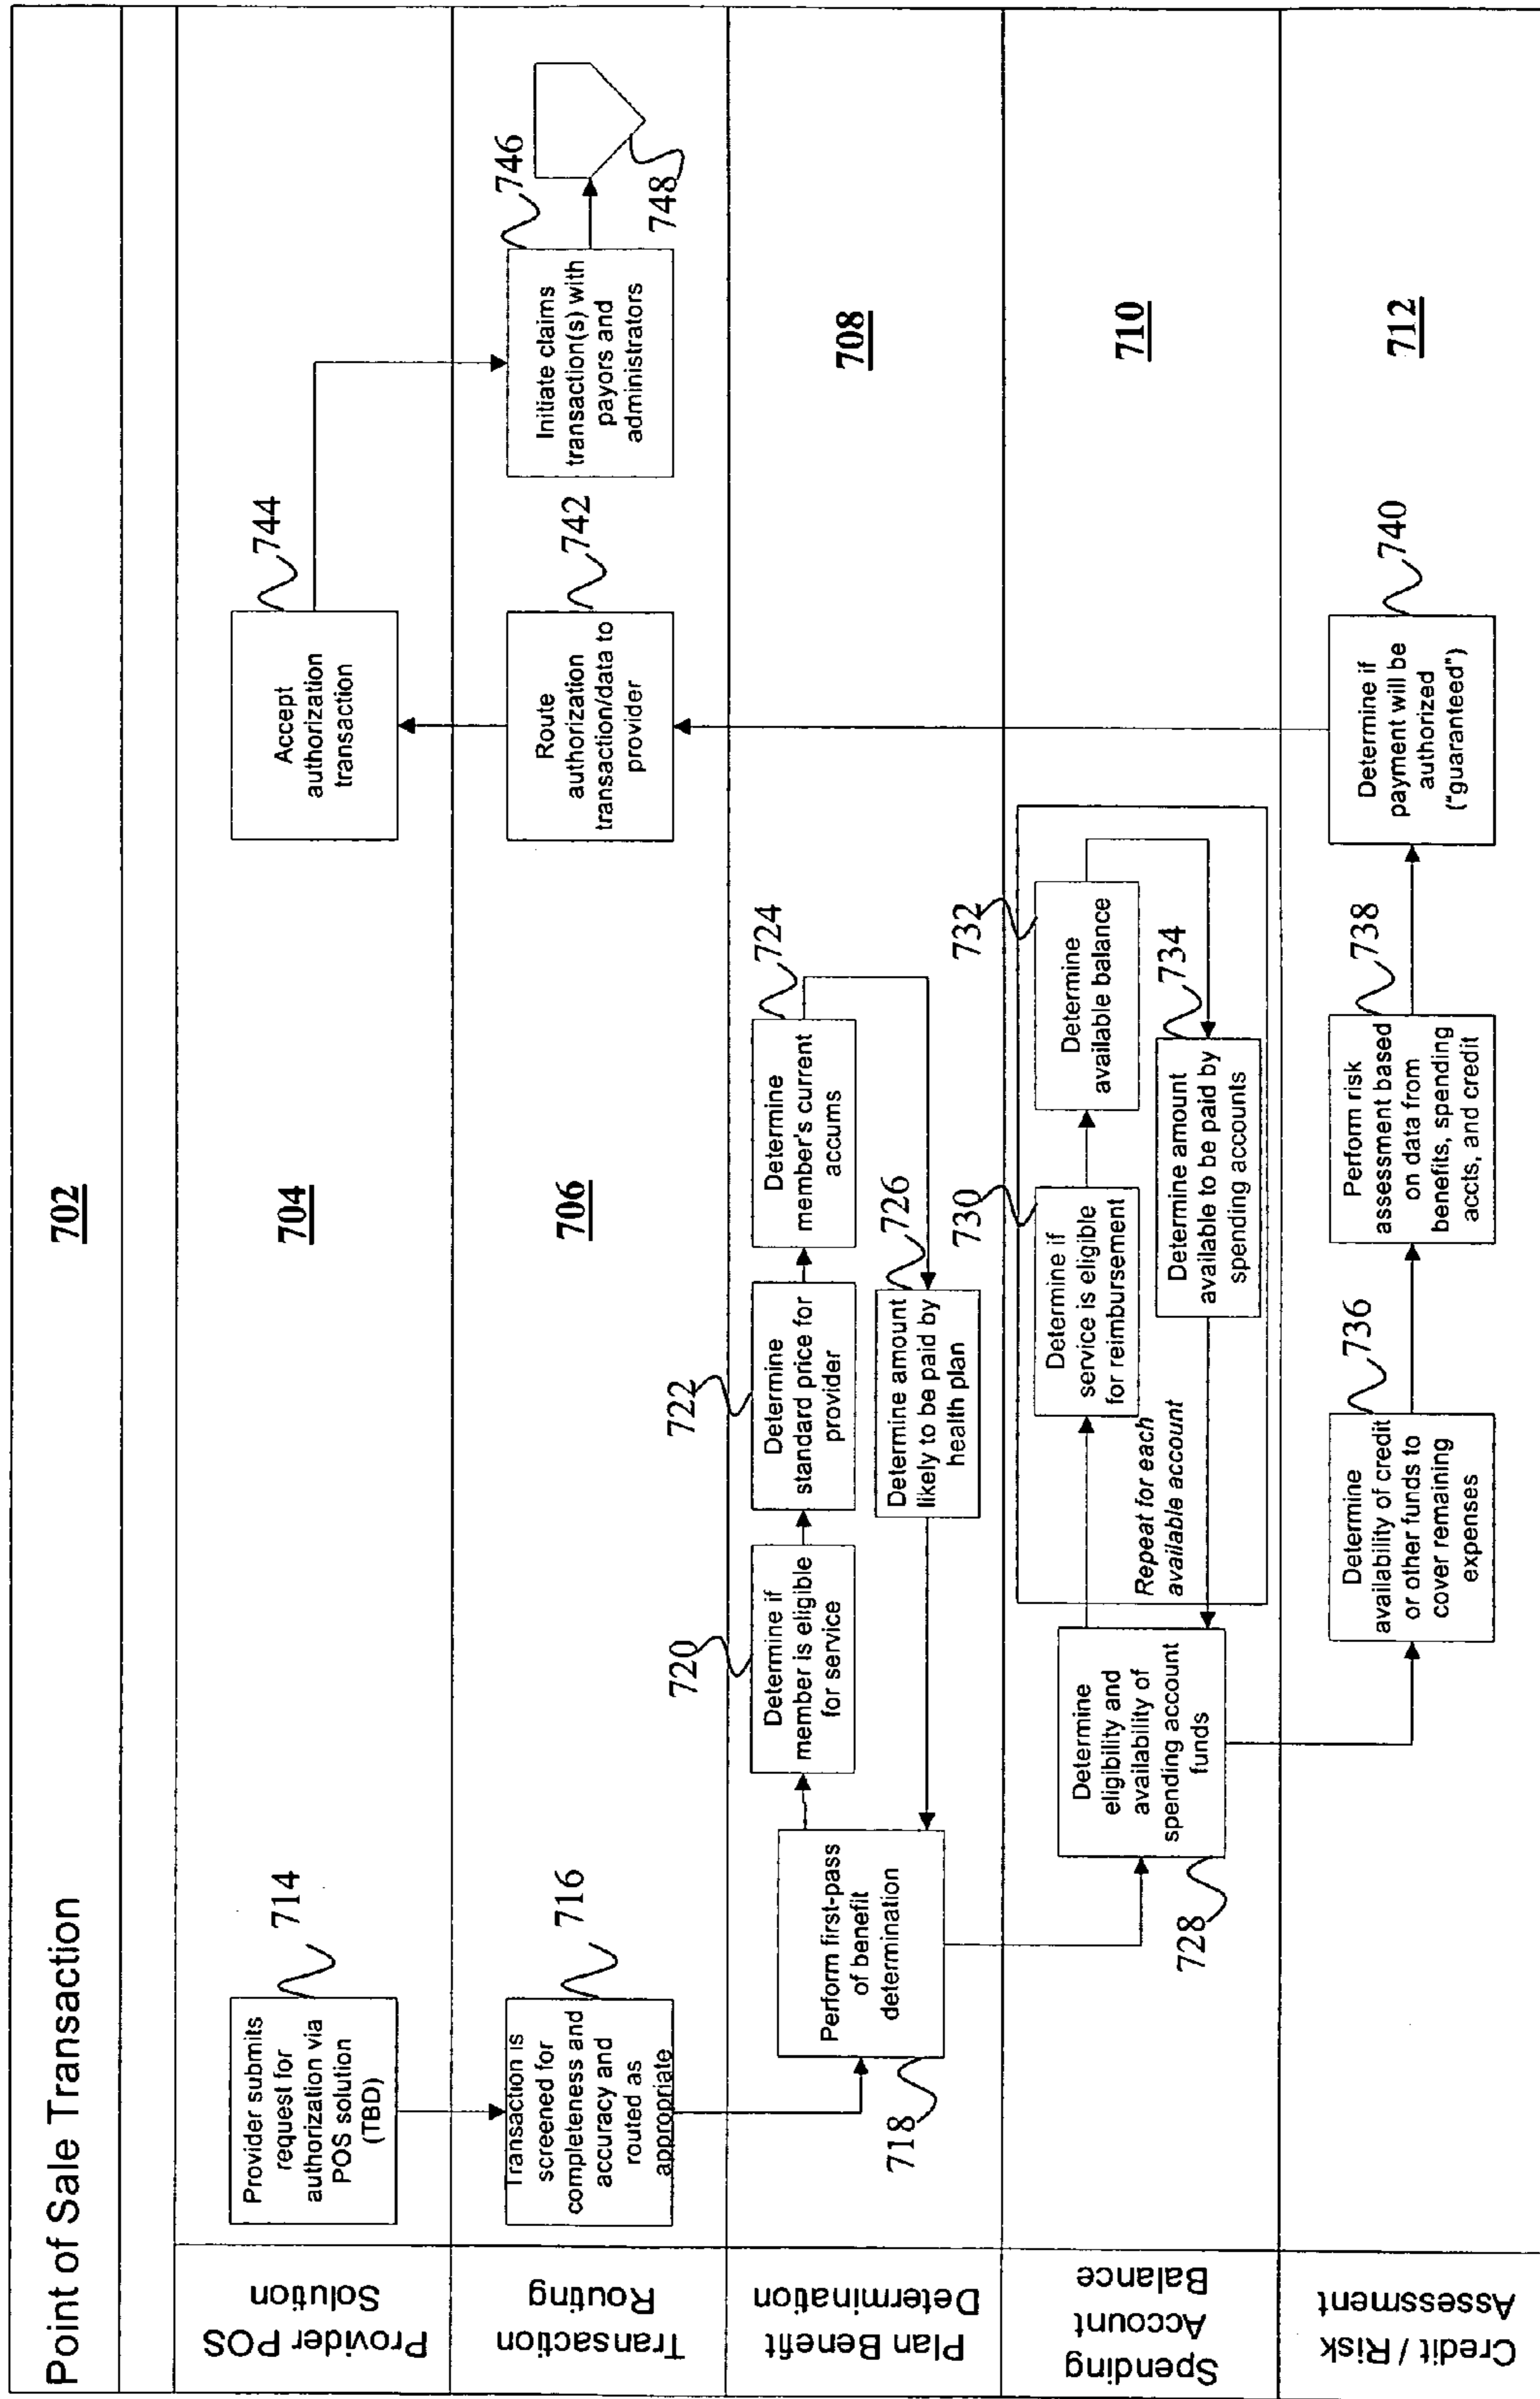 Point of Sale Transaction
702
Provider POS
Solution
704
Provider submits
request for
authorization via
POS solution
(TBD)
714
Accept
authorization
transaction
744
Transaction
Routing
706
Transaction is
screened for
completeness and
accuracy and
routed as
appropriate
716
Route
authorization
transaction/data to
provider
742
Initiate claims
transaction(s) with
payors and
administrators
746
748
Plan Benefit
Determination
708
Perform first-pass
of benefit
determination
718
Determine if
member is eligible
for service
720
Determine
standard price for
provider
722
Determine
member's current
accums
724
Determine amount
likely to be paid by
health plan
726
Spending
Account
Balance
710
Determine
eligibility and
availability of
spending account
funds
728
Determine if
service is eligible
for reimbursement
730
Determine
available balance
732
Determine amount
available to be paid by
spending accounts
734
Repeat for each
available account
Credit / Risk
Assessment
712
Determine
availability of credit
or other funds to
cover remaining
expenses
736
Perform risk
assessment based
on data from
benefits, spending
accts, and credit
738
Determine if
payment will be
authorized
("guaranteed")
740